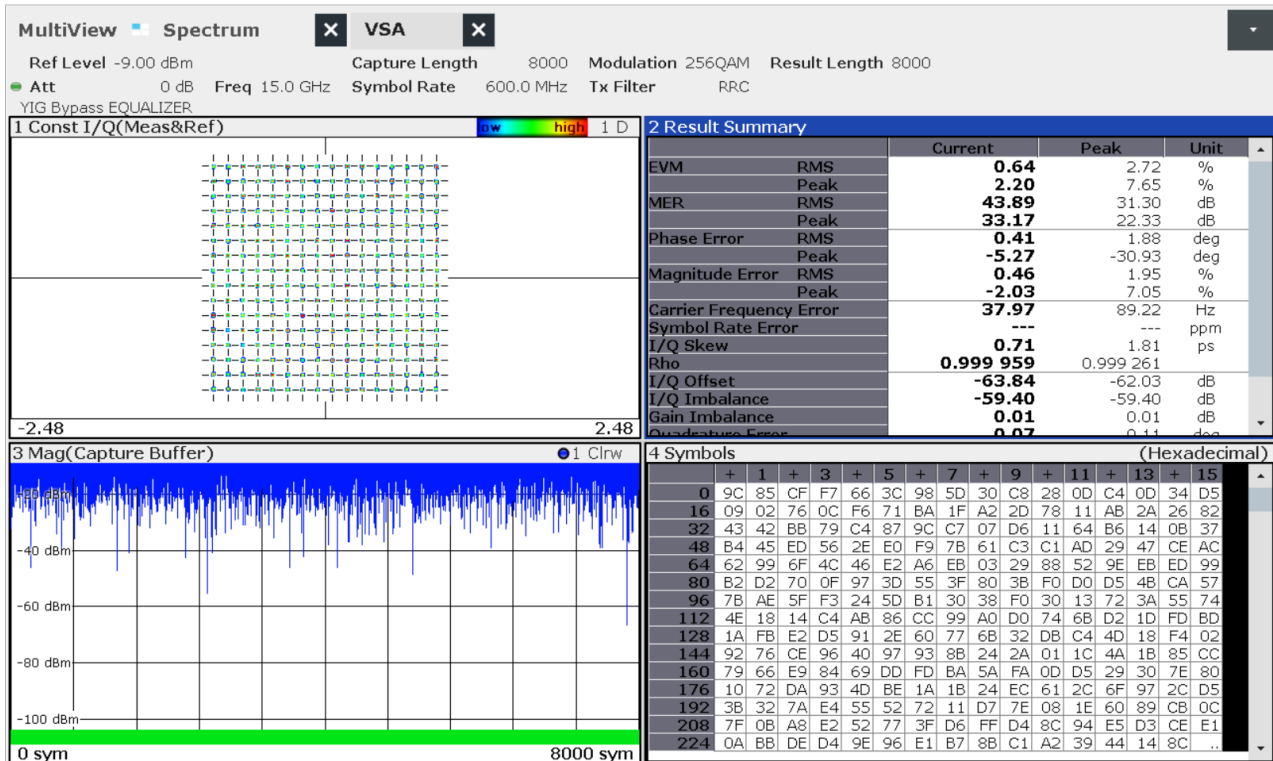 MultiView Spectrum × VSA ×
Ref Level -9.00 dBm Capture Length 8000 Modulation 256QAM Result Length 8000
Att 0 dB Freq 15.0 GHz Symbol Rate 600.0 MHz Tx Filter RRC
YIG Bypass EQUALIZER
1 Const I/Q(Meas&Ref) low high 1 D
-2.48 2.48
2 Result Summary
Current Peak Unit
EVM RMS 0.64 2.72 %
Peak 2.20 7.65 %
MER RMS 43.89 31.30 dB
Peak 33.17 22.33 dB
Phase Error RMS 0.41 1.88 deg
Peak -5.27 -30.93 deg
Magnitude Error RMS 0.46 1.95 %
Peak -2.03 7.05 %
Carrier Frequency Error 37.97 89.22 Hz
Symbol Rate Error --- --- ppm
I/Q Skew 0.71 1.81 ps
Rho 0.999 959 0.999 261
I/Q Offset -63.84 -62.03 dB
I/Q Imbalance -59.40 -59.40 dB
Gain Imbalance 0.01 0.01 dB
Quadrature Error 0.07 0.11 deg
3 Mag(Capture Buffer) 1 Clrw
-20 dBm
-40 dBm
-60 dBm
-80 dBm
-100 dBm
0 sym 8000 sym
4 Symbols (Hexadecimal)
+ 1 + 3 + 5 + 7 + 9 + 11 + 13 + 15
0 9C 85 CF F7 66 3C 98 5D 30 C8 28 0D C4 0D 34 D5
16 09 02 76 0C F6 71 BA 1F A2 2D 78 11 AB 2A 26 82
32 43 42 BB 79 C4 87 9C C7 07 D6 11 64 B6 14 0B 37
48 B4 45 ED 56 2E E0 F9 7B 61 C3 C1 AD 29 47 CE AC
64 62 99 6F 4C 46 E2 A6 EB 03 29 88 52 9E EB ED 99
80 B2 D2 70 0F 97 3D 55 3F 80 3B F0 D0 D5 4B CA 57
96 7B AE 5F F3 24 5D B1 30 38 F0 30 13 72 3A 55 74
112 4E 18 14 C4 AB 86 CC 99 A0 D0 74 6B D2 1D FD BD
128 1A FB E2 D5 91 2E 60 77 6B 32 DB C4 4D 18 F4 02
144 92 76 CE 96 40 97 93 8B 24 2A 01 1C 4A 1B 85 CC
160 79 66 E9 84 69 DD FD BA 5A FA 0D D5 29 30 7E 80
176 10 72 DA 93 4D BE 1A 1B 24 EC 61 2C 6F 97 2C D5
192 3B 32 7A E4 55 52 72 11 D7 7E 08 1E 60 89 CB 0C
208 7F 0B A8 E2 52 77 3F D6 FF D4 8C 94 E5 D3 CE E1
224 0A BB DE D4 9E 96 E1 B7 8B C1 A2 39 44 14 8C ..